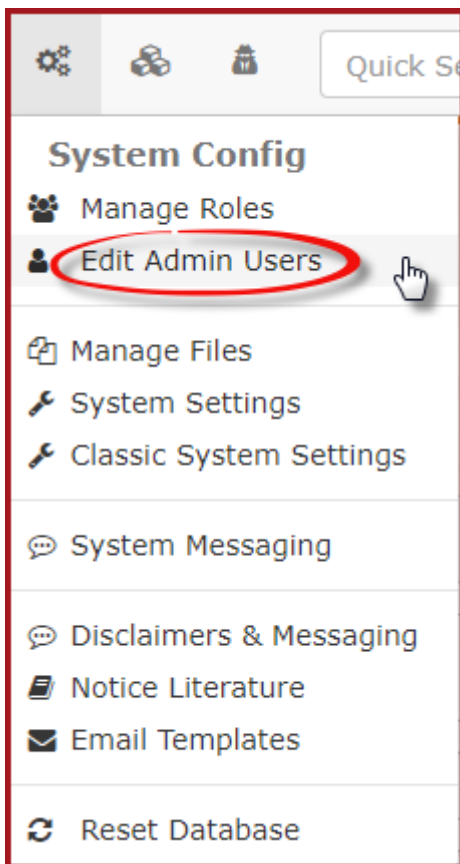 Quick Se
System Config
Manage Roles
Edit Admin Users
Manage Files
System Settings
Classic System Settings
System Messaging
Disclaimers & Messaging
Notice Literature
Email Templates
Reset Database